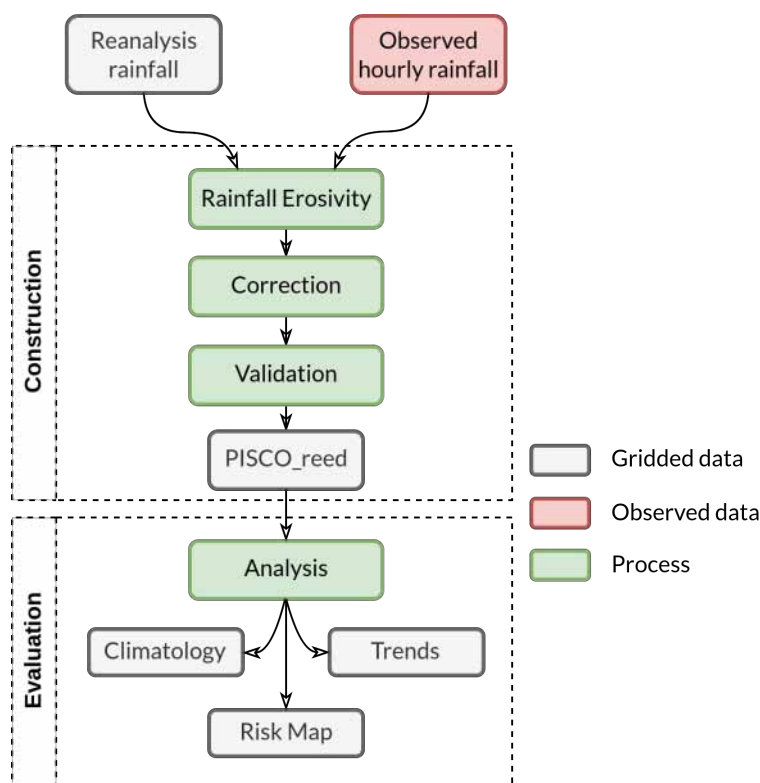 Reanalysis
rainfall
Observed
hourly rainfall
Construction
Rainfall Erosivity
Correction
Validation
PISCO_reed
Gridded data
Observed data
Process
Evaluation
Analysis
Climatology
Trends
Risk Map